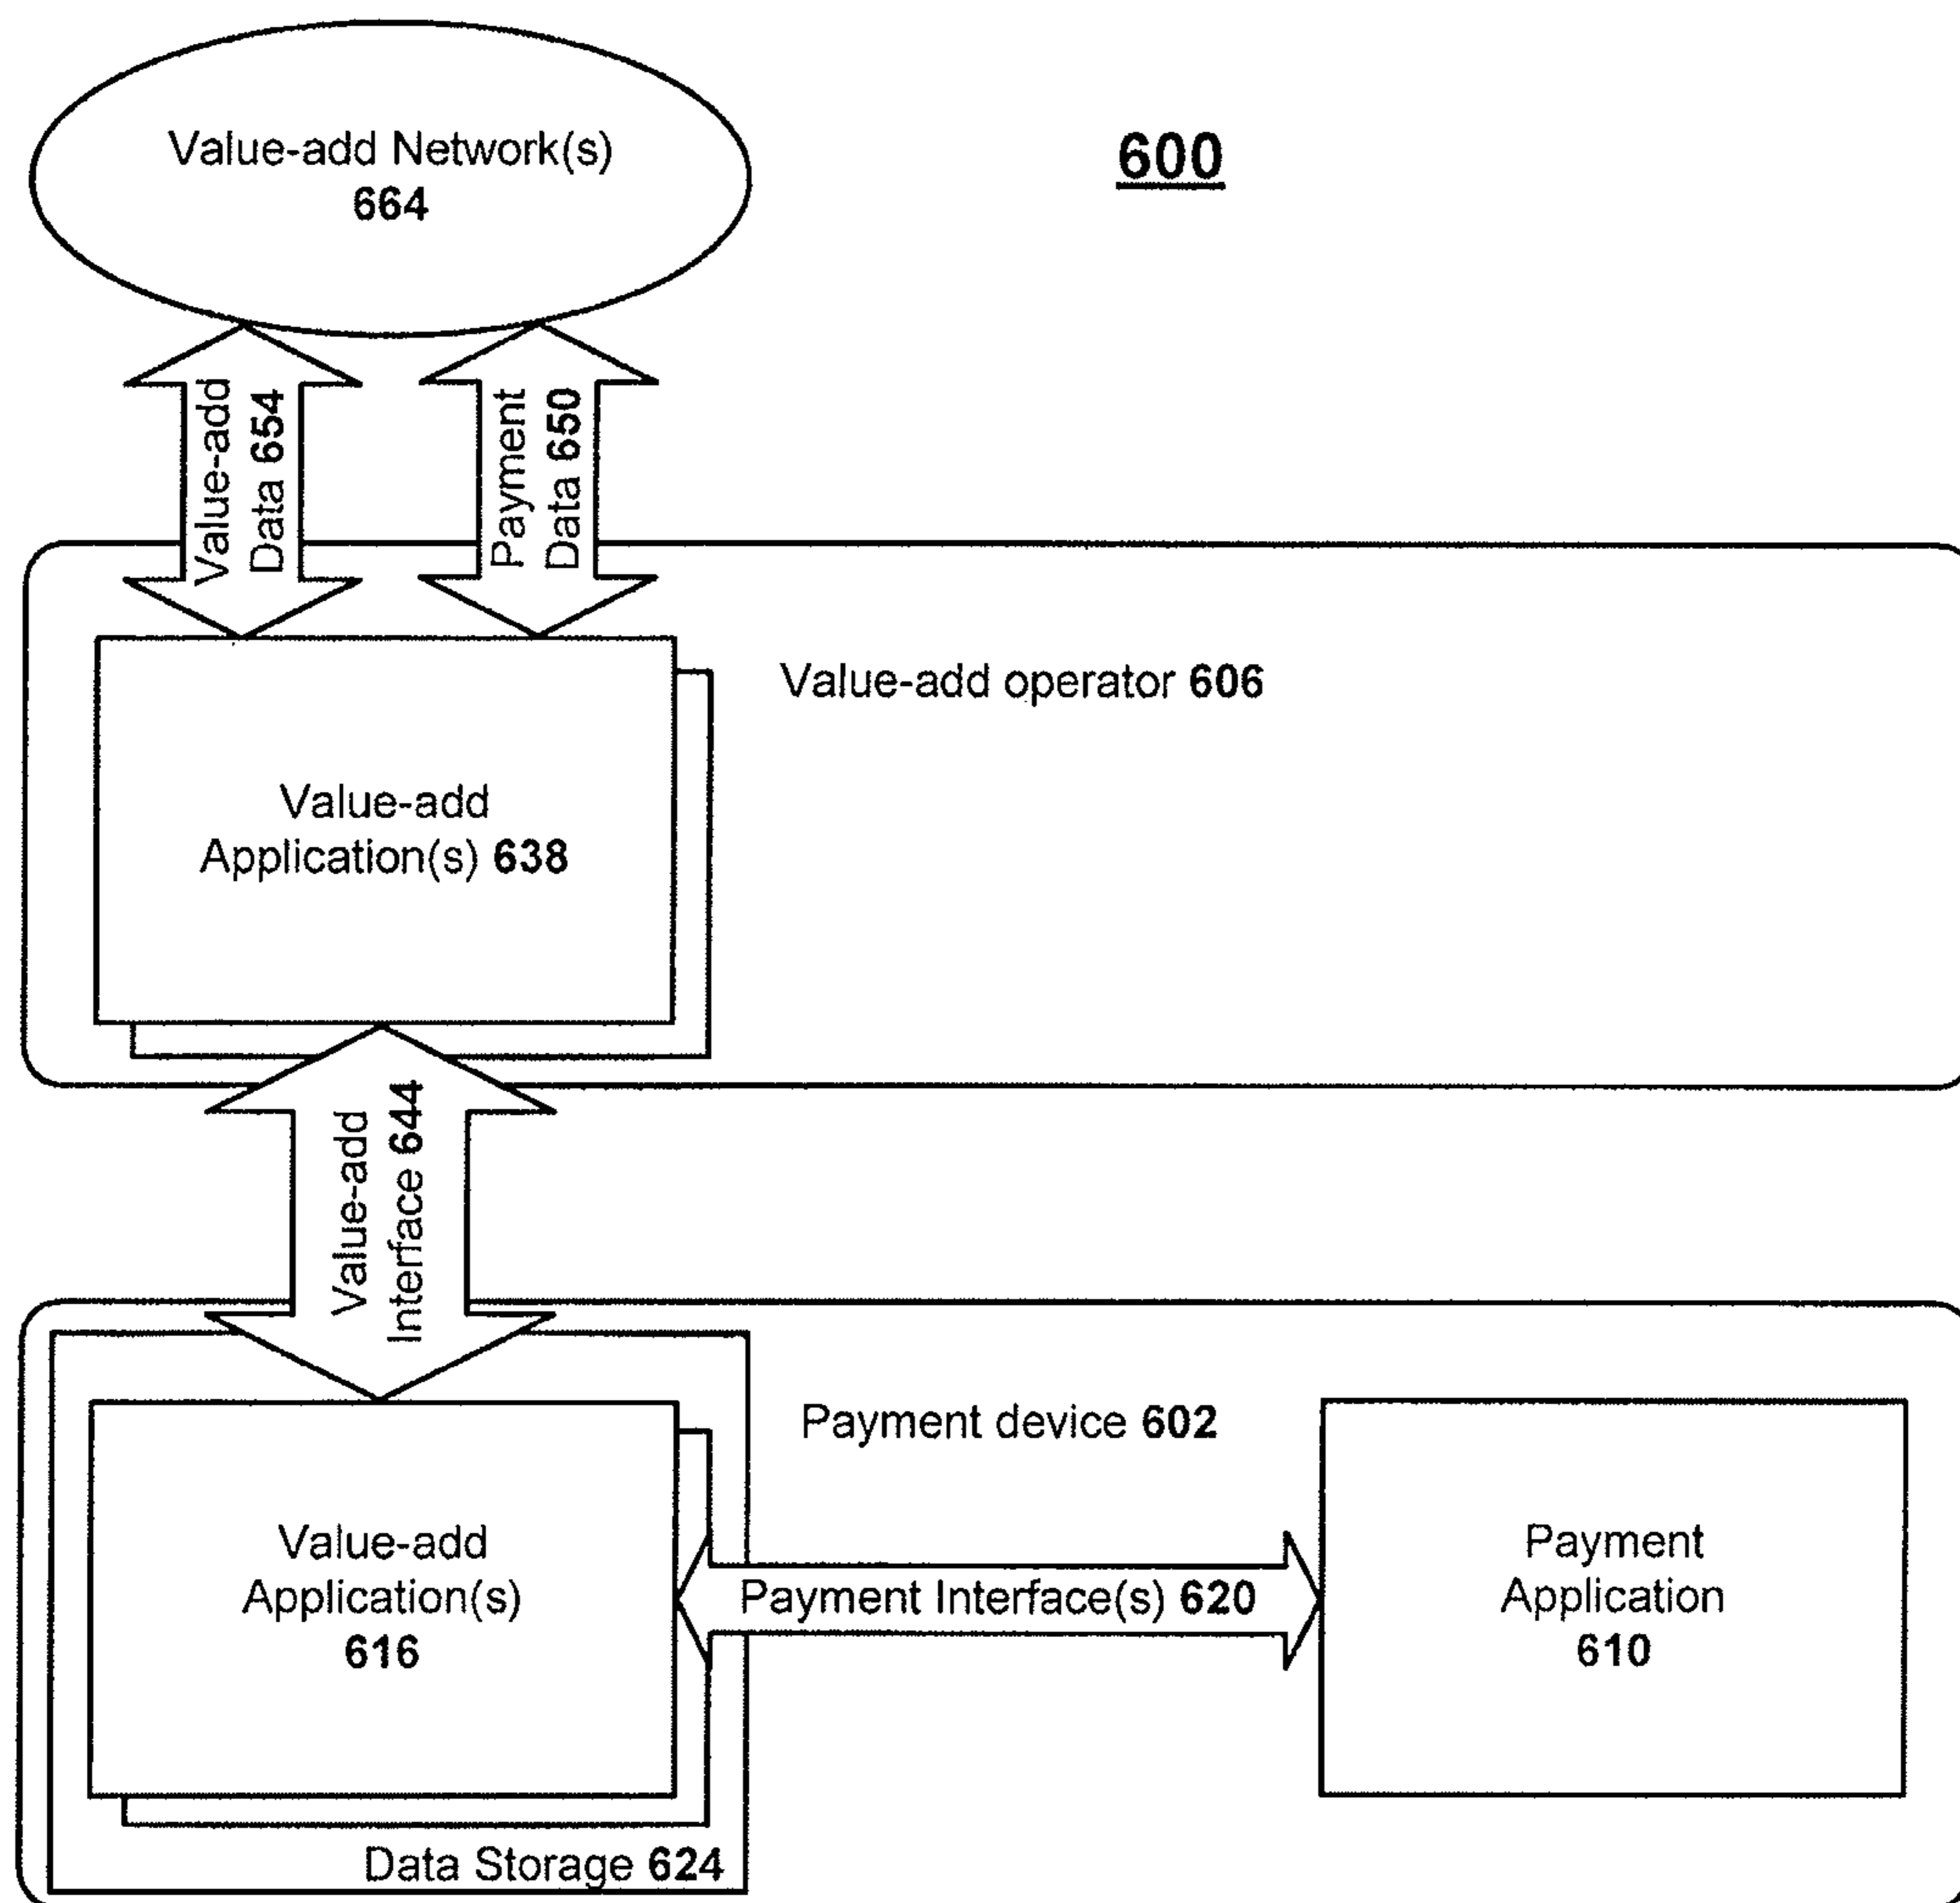 Value-add Network(s)
664
600
Value-add
Data 654
Payment
Data 650
Value-add operator 606
Value-add
Application(s) 638
Value-add
Interface 644
Payment device 602
Value-add
Application(s)
616
Payment Interface(s) 620
Payment
Application
610
Data Storage 624